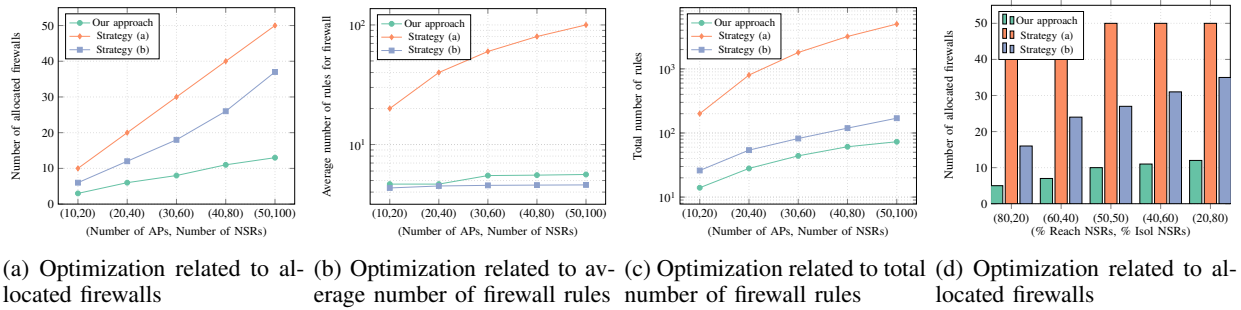 50
40
30
20
10
0
Number of allocated firewalls
Our approach
Strategy (a)
Strategy (b)
(10,20) (20,40) (30,60) (40,80) (50,100)
(Number of APs, Number of NSRs)
(a) Optimization related to al-
located firewalls
10^2
10^1
Average number of rules for firewall
Our approach
Strategy (a)
Strategy (b)
(10,20) (20,40) (30,60) (40,80) (50,100)
(Number of APs, Number of NSRs)
(b) Optimization related to av-
erage number of firewall rules
10^3
10^2
10^1
Total number of rules
Our approach
Strategy (a)
Strategy (b)
(10,20) (20,40) (30,60) (40,80) (50,100)
(Number of APs, Number of NSRs)
(c) Optimization related to total
number of firewall rules
50
40
30
20
10
0
Number of allocated firewalls
Our approach
Strategy (a)
Strategy (b)
(80,20) (60,40) (50,50) (40,60) (20,80)
(% Reach NSRs, % Isol NSRs)
(d) Optimization related to al-
located firewalls